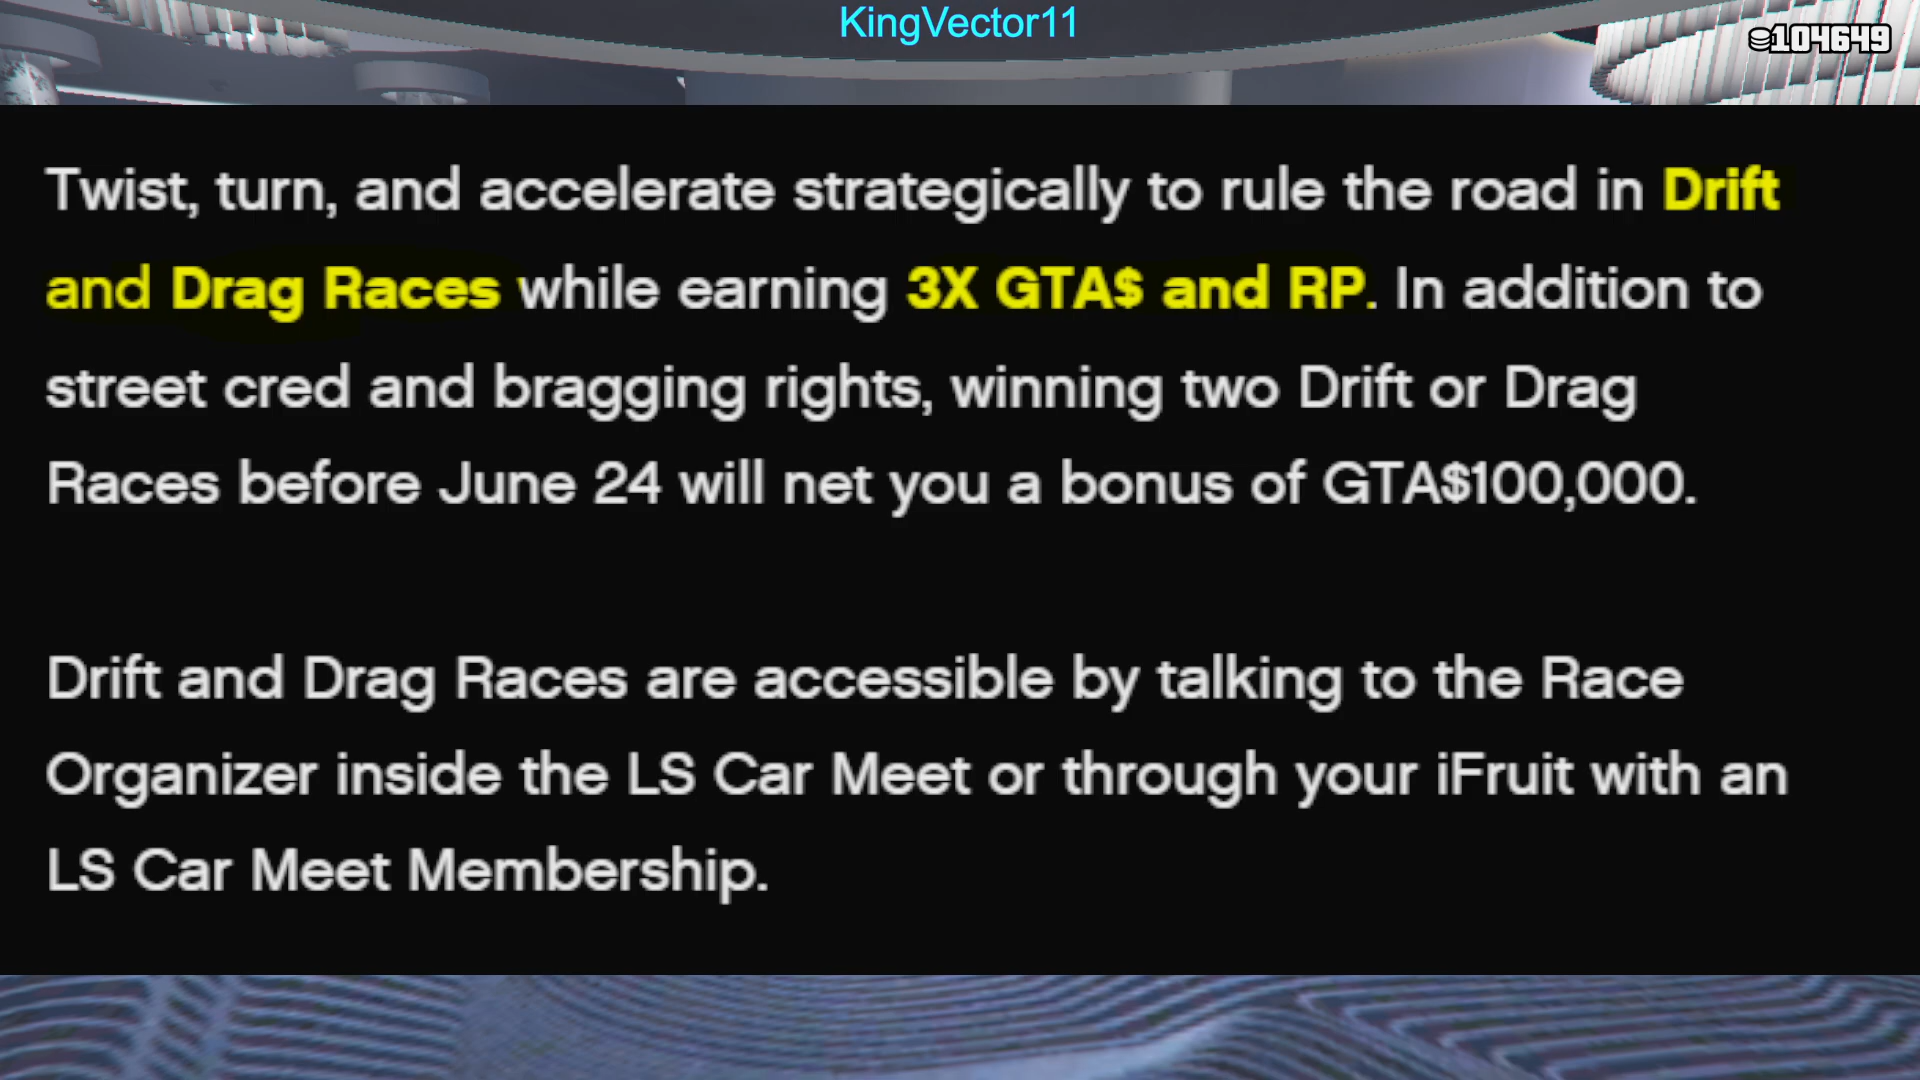 KingVector11
104649
Twist, turn, and accelerate strategically to rule the road in Drift
and Drag Races while earning 3X GTA$ and RP. In addition to
street cred and bragging rights, winning two Drift or Drag
Races before June 24 will net you a bonus of GTA$100,000.
Drift and Drag Races are accessible by talking to the Race
Organizer inside the LS Car Meet or through your iFruit with an
LS Car Meet Membership.